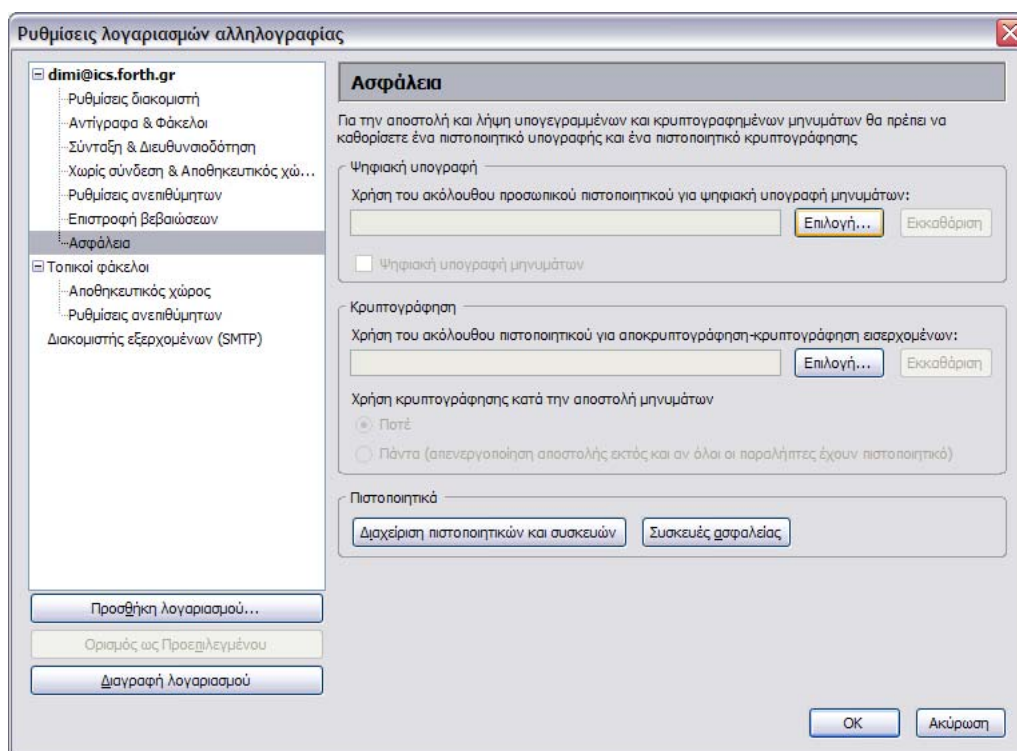 Ρυθμίσεις λογαριασμών αλληλογραφίας
dimi@ics.forth.gr
Ρυθμίσεις διακομιστή
Αντίγραφα & Φάκελοι
Σύνταξη & Διευθυνσιοδότηση
Χωρίς σύνδεση & Αποθηκευτικός χώ...
Ρυθμίσεις ανεπιθύμητων
Επιστροφή βεβαιώσεων
Ασφάλεια
Τοπικοί φάκελοι
Αποθηκευτικός χώρος
Ρυθμίσεις ανεπιθύμητων
Διακομιστής εξερχομένων (SMTP)
Προσθήκη λογαριασμού...
Ορισμός ως Προεπιλεγμένου
Διαγραφή λογαριασμού
Ασφάλεια
Για την αποστολή και λήψη υπογεγραμμένων και κρυπτογραφημένων μηνυμάτων θα πρέπει να
καθορίσετε ένα πιστοποιητικό υπογραφής και ένα πιστοποιητικό κρυπτογράφησης
Ψηφιακή υπογραφή
Χρήση του ακόλουθου προσωπικού πιστοποιητικού για ψηφιακή υπογραφή μηνυμάτων:
Επιλογή... Εκκαθάριση
Ψηφιακή υπογραφή μηνυμάτων
Κρυπτογράφηση
Χρήση του ακόλουθου πιστοποιητικού για αποκρυπτογράφηση-κρυπτογράφηση εισερχομένων:
Επιλογή... Εκκαθάριση
Χρήση κρυπτογράφησης κατά την αποστολή μηνυμάτων
Ποτέ
Πάντα (απενεργοποίηση αποστολής εκτός και αν όλοι οι παραλήπτες έχουν πιστοποιητικό)
Πιστοποιητικά
Διαχείριση πιστοποιητικών και συσκευών Συσκευές ασφαλείας
OK Ακύρωση